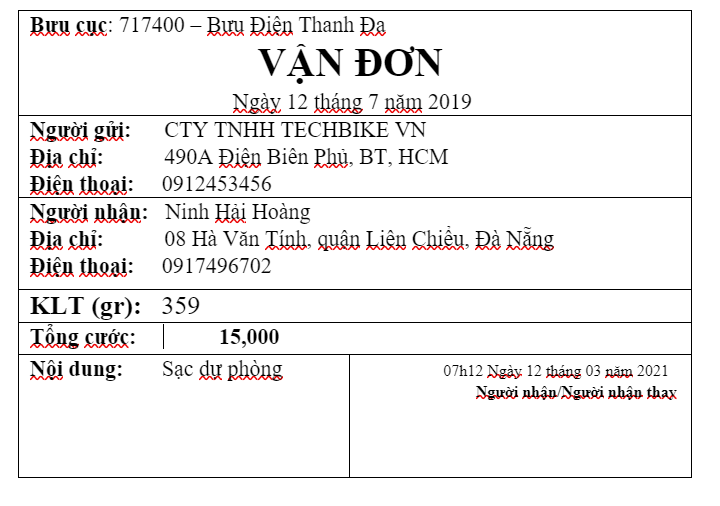 Bưu cục: 717400 – Bưu Điện Thanh Đa
VẬN ĐƠN
Ngày 12 tháng 7 năm 2019
Người gửi: CTY TNHH TECHBIKE VN
Địa chỉ: 490A Điện Biên Phủ, BT, HCM
Điện thoại: 0912453456
Người nhận: Ninh Hải Hoàng
Địa chỉ: 08 Hà Văn Tính, quận Liên Chiểu, Đà Nẵng
Điện thoại: 0917496702
KLT (gr): 359
Tổng cước: 15,000
Nội dung: Sạc dự phòng
07h12 Ngày 12 tháng 03 năm 2021
Người nhận/Người nhận thay